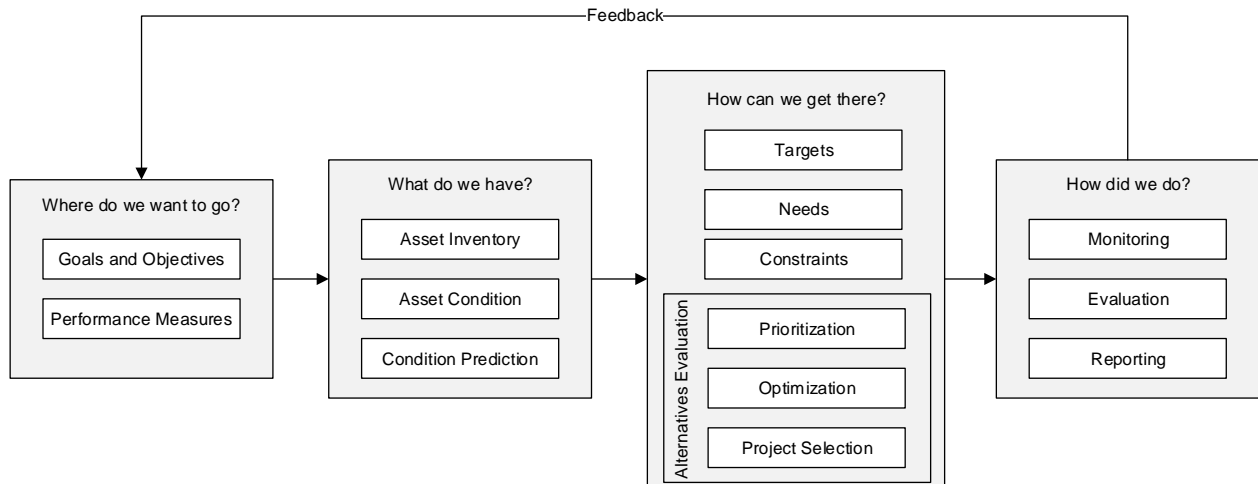 Feedback
Where do we want to go?
Goals and Objectives
Performance Measures
What do we have?
Asset Inventory
Asset Condition
Condition Prediction
How can we get there?
Targets
Needs
Constraints
Alternatives Evaluation
Prioritization
Optimization
Project Selection
How did we do?
Monitoring
Evaluation
Reporting